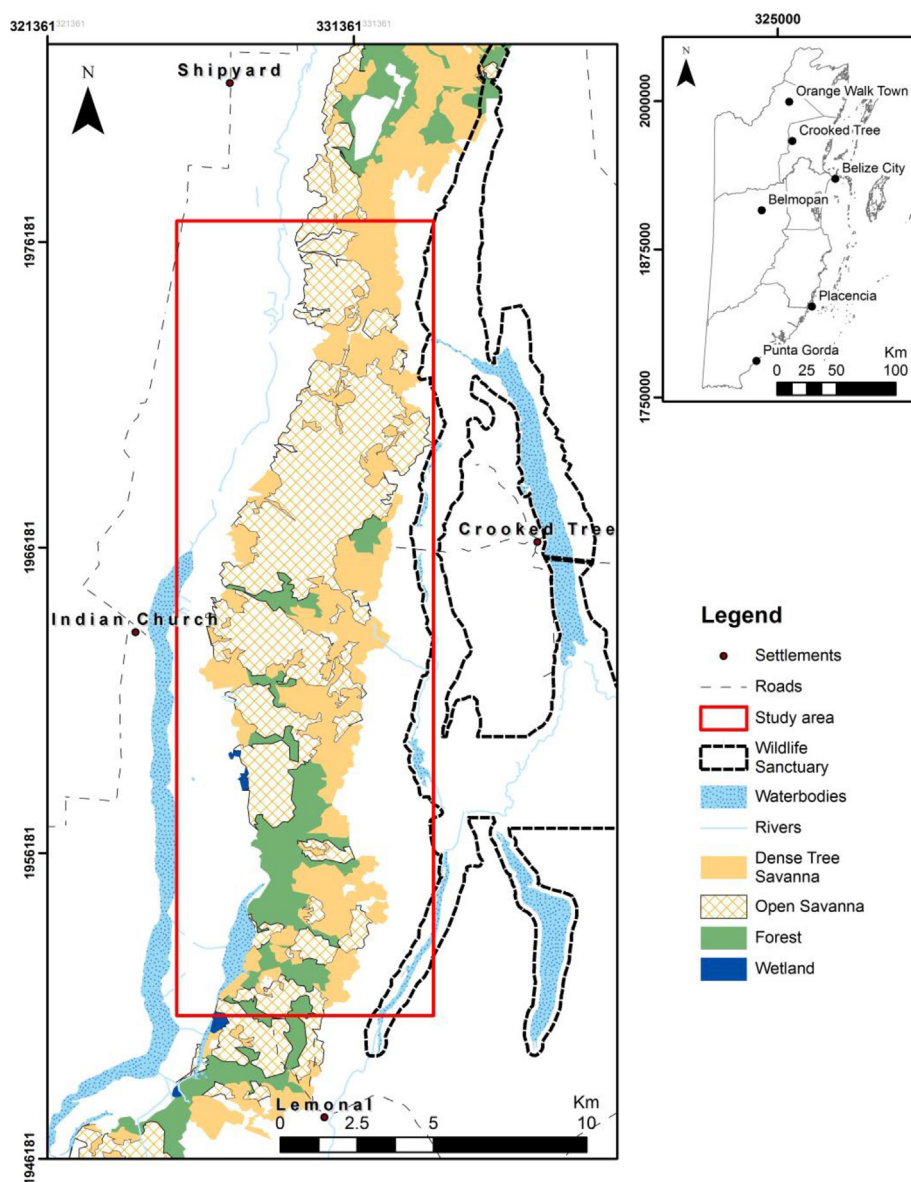 321361 321361
331361 331361
N
Shipyard
1976181
1966181
Crooked Tree
Indian Church
1956181
Lemonal
Km
0 2.5 5 10
1946181
325000
N
2000000
Orange Walk Town
Crooked Tree
Belize City
Belmopan
1875000
Placencia
Punta Gorda
Km
0 25 50 100
1750000
Legend
Settlements
Roads
Study area
Wildlife
Sanctuary
Waterbodies
Rivers
Dense Tree
Savanna
Open Savanna
Forest
Wetland